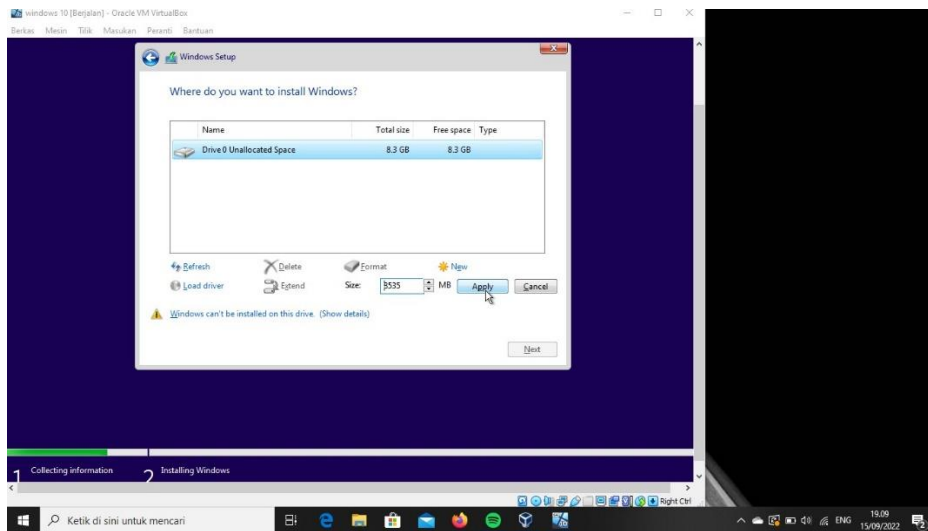 windows 10 [Berjalan] - Oracle VM VirtualBox
Berkas Mesin Tilik Masukan Peranti Bantuan
Windows Setup
Where do you want to install Windows?
Name Total size Free space Type
Drive 0 Unallocated Space 8.3 GB 8.3 GB
Refresh Delete Format New
Load driver Extend Size: 8535 MB Apply Cancel
Windows can't be installed on this drive. (Show details)
Next
1 Collecting information 2 Installing Windows
Right Ctrl
Ketik di sini untuk mencari ENG 19.09
15/09/2022
2